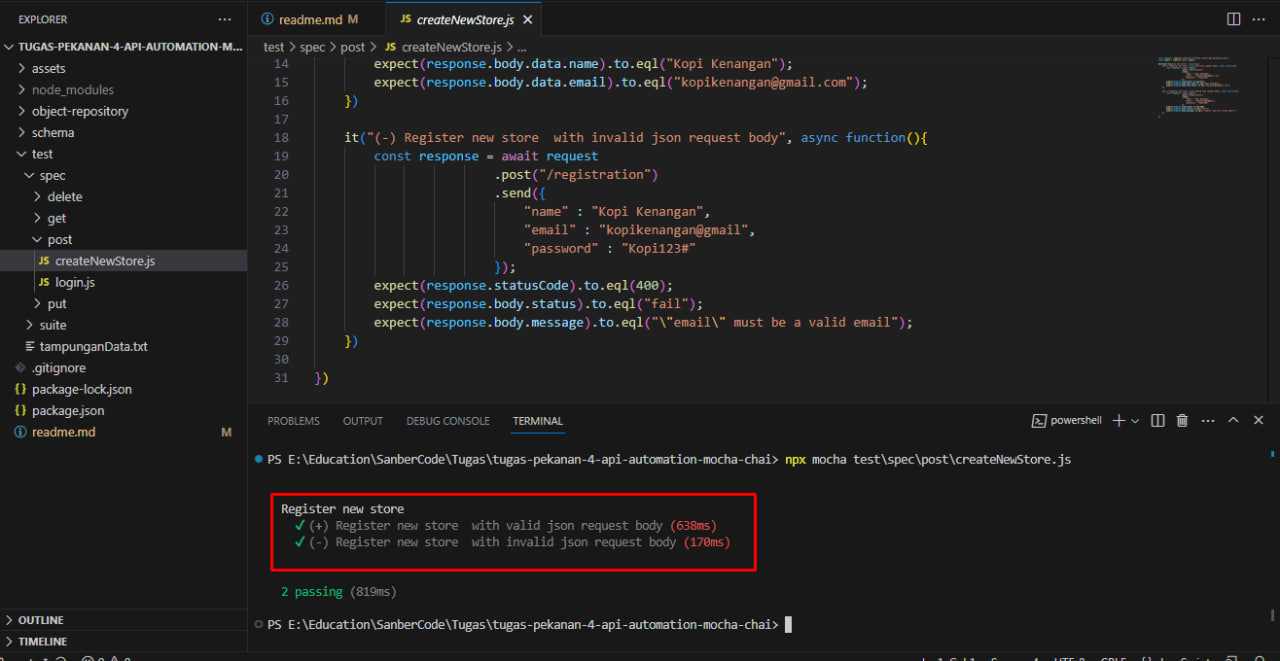 EXPLORER ...
TUGAS-PEKANAN-4-API-AUTOMATION-M...
assets
node_modules
object-repository
schema
test
spec
delete
get
post
JS createNewStore.js
JS login.js
put
suite
tampunganData.txt
.gitignore
{} package-lock.json
{} package.json
readme.md M
OUTLINE
TIMELINE
readme.md M
JS createNewStore.js ×
test > spec > post > JS createNewStore.js > ...
14 expect(response.body.data.name).to.eql("Kopi Kenangan");
15 expect(response.body.data.email).to.eql("kopikenangan@gmail.com");
16 })
17
18 it("(-) Register new store  with invalid json request body", async function(){
19 const response = await request
20 .post("/registration")
21 .send({
22 "name" : "Kopi Kenangan",
23 "email" : "kopikenangan@gmail",
24 "password" : "Kopi123#"
25 });
26 expect(response.statusCode).to.eql(400);
27 expect(response.body.status).to.eql("fail");
28 expect(response.body.message).to.eql("\"email\" must be a valid email");
29 })
30
31 })
PROBLEMS OUTPUT DEBUG CONSOLE TERMINAL powershell
PS E:\Education\SanberCode\Tugas\tugas-pekanan-4-api-automation-mocha-chai> npx mocha test\spec\post\createNewStore.js
Register new store
✓ (+) Register new store  with valid json request body (638ms)
✓ (-) Register new store  with invalid json request body (170ms)
2 passing (819ms)
PS E:\Education\SanberCode\Tugas\tugas-pekanan-4-api-automation-mocha-chai>